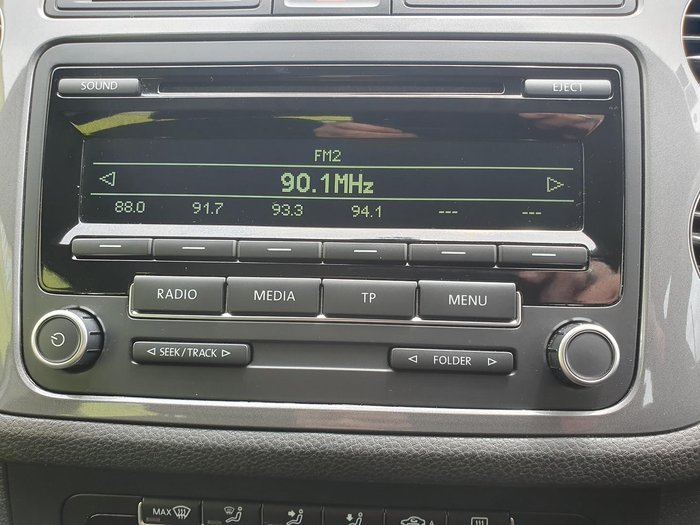 SOUND EJECT
FM2
90.1MHz
88.0 91.7 93.3 94.1 --- ---
RADIO MEDIA TP MENU
SEEK/TRACK FOLDER
MAX